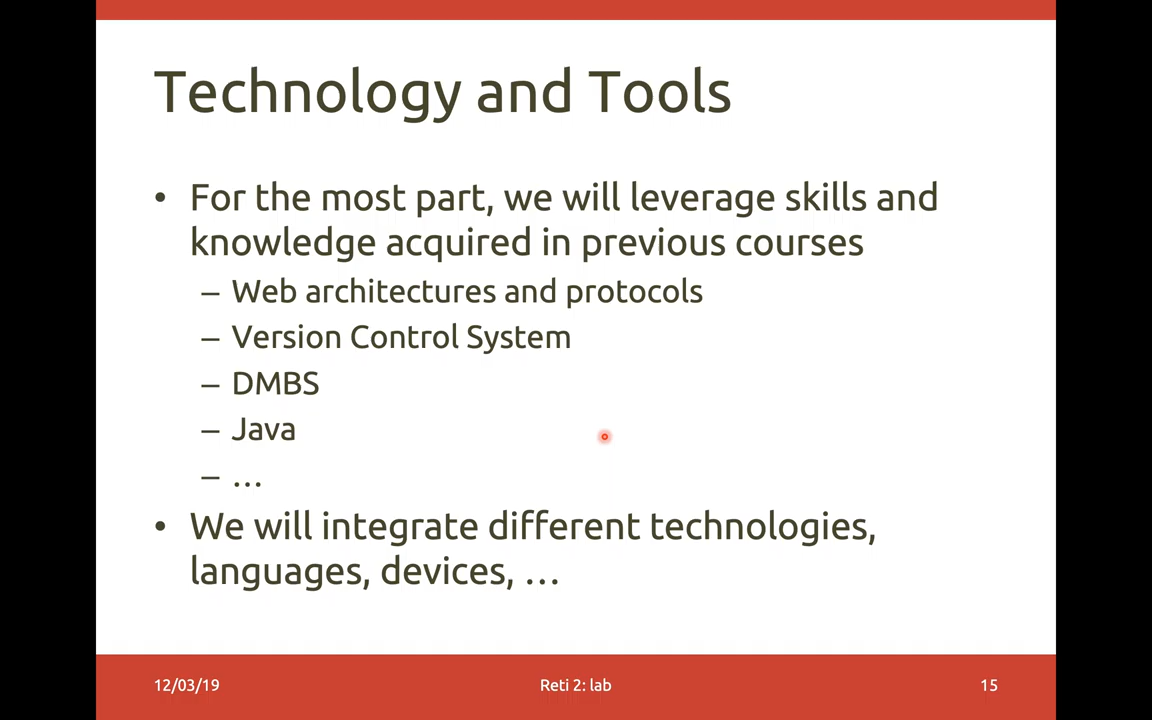 Technology and Tools
• For the most part, we will leverage skills and
knowledge acquired in previous courses
– Web architectures and protocols
– Version Control System
– DMBS
– Java
– …
• We will integrate different technologies,
languages, devices, …
12/03/19
Reti 2: lab
15